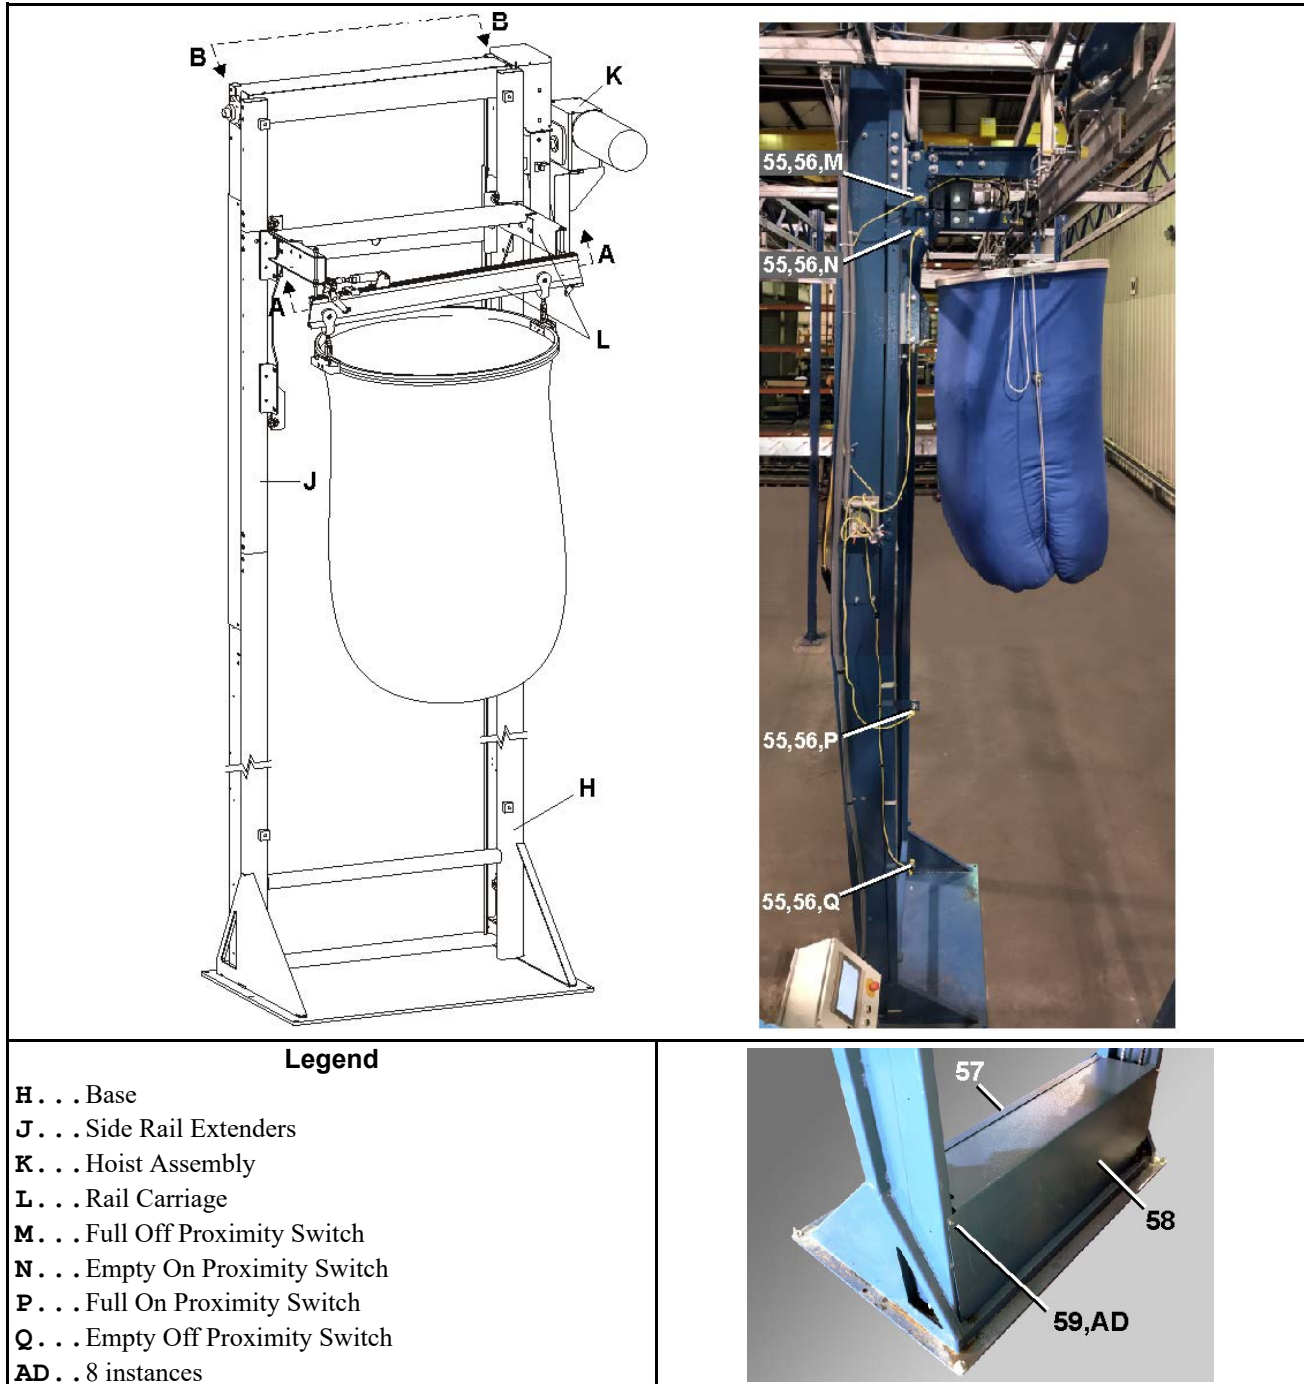 B
B
K
A
A
L
J
H
55,56,M
55,56,N
55,56,P
55,56,Q
Legend
H...Base
J...Side Rail Extenders
K...Hoist Assembly
L...Rail Carriage
M...Full Off Proximity Switch
N...Empty On Proximity Switch
P...Full On Proximity Switch
Q...Empty Off Proximity Switch
AD..8 instances
57
58
59,AD